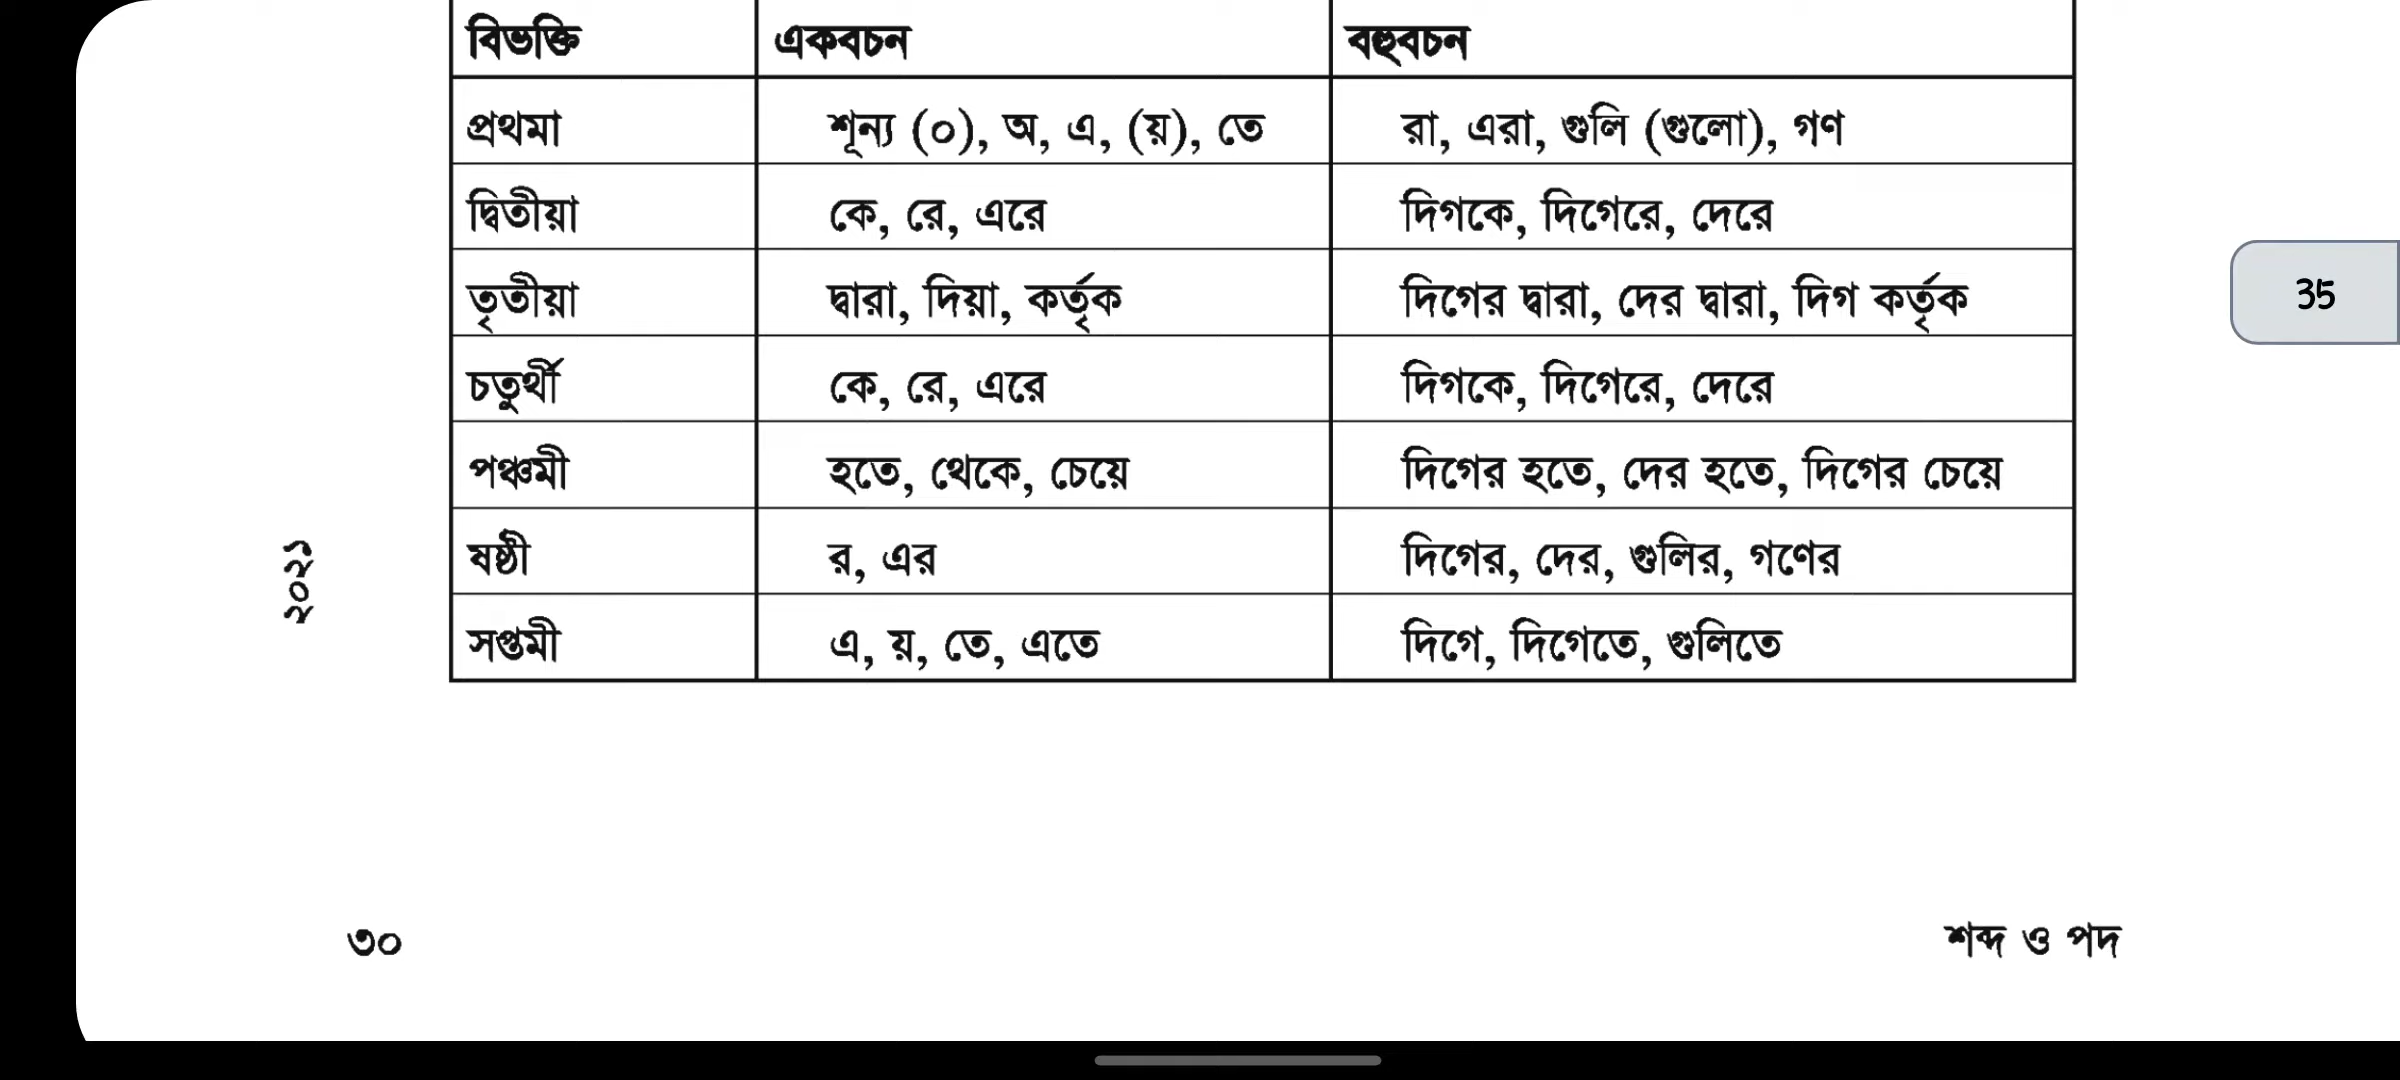 বিভক্তি একবচন বহুবচন
প্রথমা শূন্য (০), অ, এ, (য়), তে রা, এরা, গুলি (গুলো), গণ
দ্বিতীয়া কে, রে, এরে দিগকে, দিগেরে, দেরে
তৃতীয়া দ্বারা, দিয়া, কর্তৃক দিগের দ্বারা, দের দ্বারা, দিগ কর্তৃক
চতুর্থী কে, রে, এরে দিগকে, দিগেরে, দেরে
পঞ্চমী হতে, থেকে, চেয়ে দিগের হতে, দের হতে, দিগের চেয়ে
ষষ্ঠী র, এর দিগের, দের, গুলির, গণের
সপ্তমী এ, য়, তে, এতে দিগে, দিগেতে, গুলিতে
35
২০২১
৩০ শব্দ ও পদ